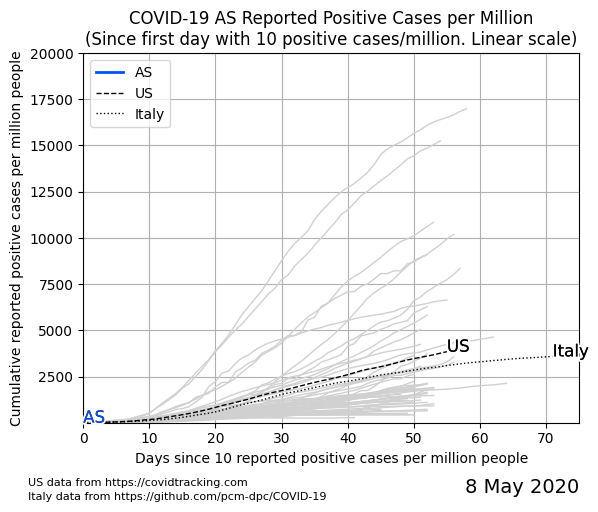 COVID-19 AS Reported Positive Cases per Million
(Since first day with 10 positive cases/million. Linear scale)
Cumulative reported positive cases per million people
20000
17500
15000
12500
10000
7500
5000
2500
AS
US
Italy
US
Italy
AS
0 10 20 30 40 50 60 70
Days since 10 reported positive cases per million people
US data from https://covidtracking.com
Italy data from https://github.com/pcm-dpc/COVID-19
8 May 2020